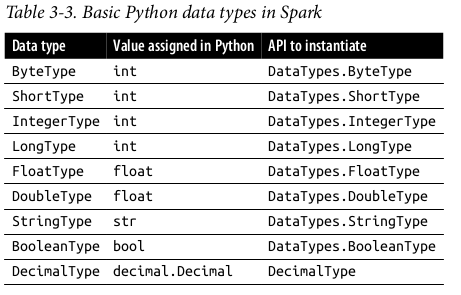 Table 3-3. Basic Python data types in Spark
Data type Value assigned in Python API to instantiate
ByteType int DataTypes.ByteType
ShortType int DataTypes.ShortType
IntegerType int DataTypes.IntegerType
LongType int DataTypes.LongType
FloatType float DataTypes.FloatType
DoubleType float DataTypes.DoubleType
StringType str DataTypes.StringType
BooleanType bool DataTypes.BooleanType
DecimalType decimal.Decimal DecimalType